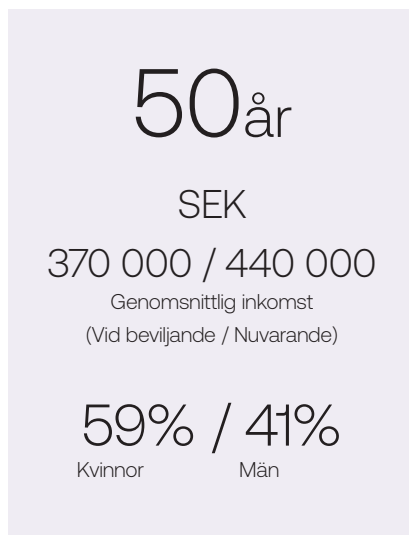 50år
SEK
370 000 / 440 000
Genomsnittlig inkomst
(Vid beviljande / Nuvarande)
59% / 41%
Kvinnor Män